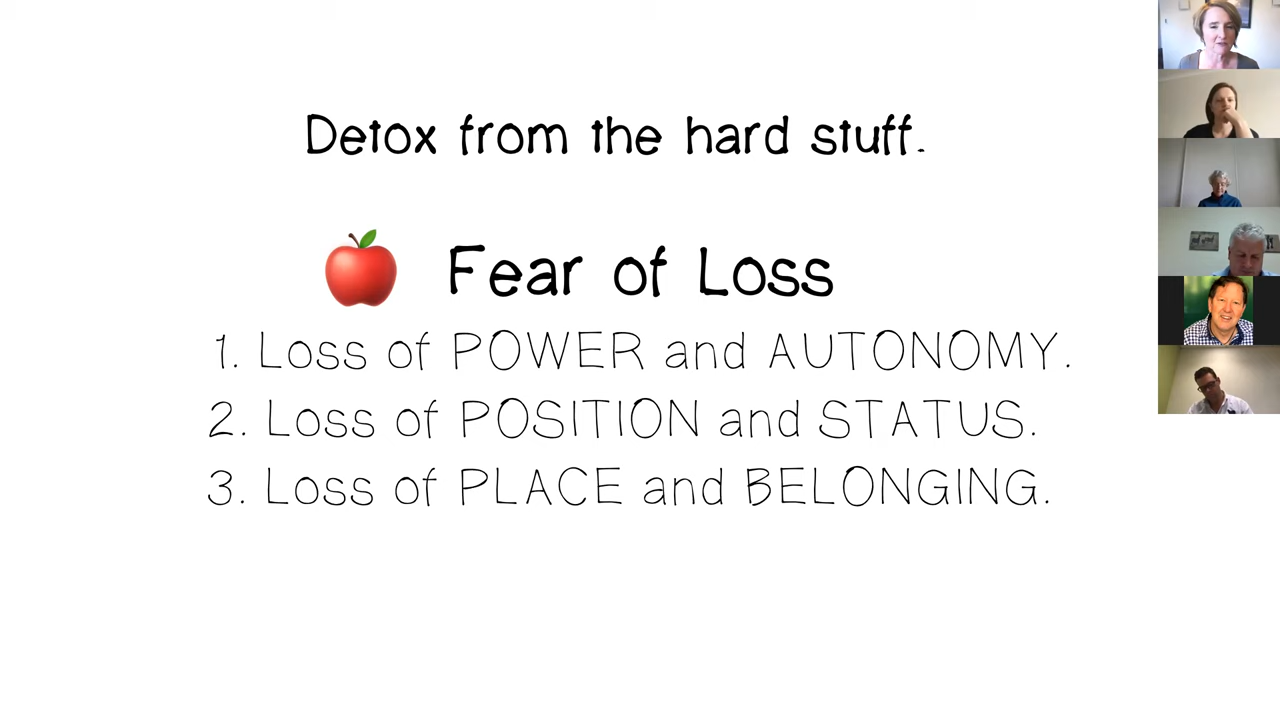 Detox from the hard stuff.
Fear of Loss
1. Loss of POWER and AUTONOMY.
2. Loss of POSITION and STATUS.
3. Loss of PLACE and BELONGING.